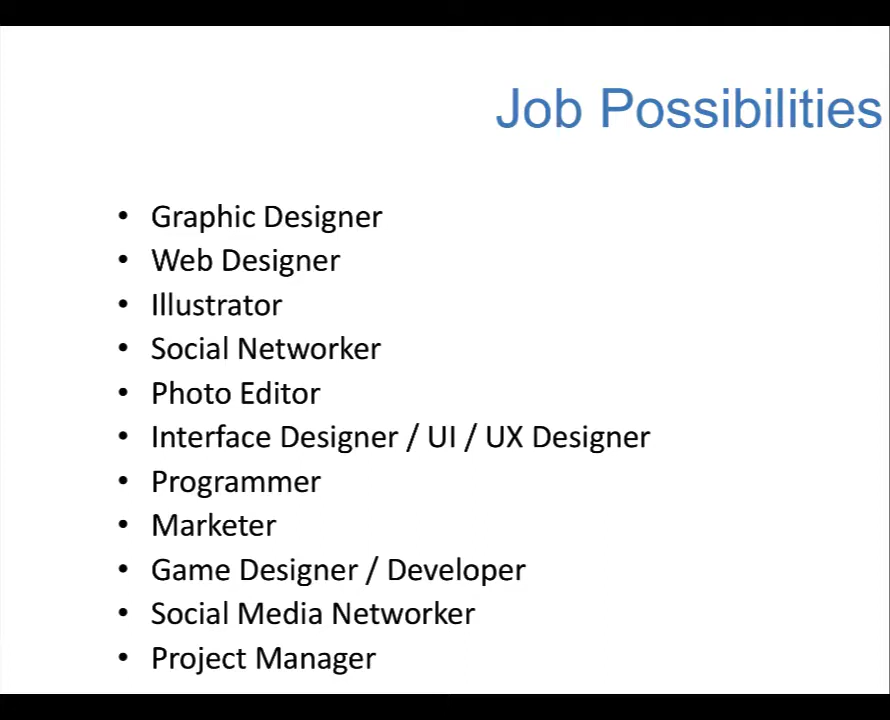 Job Possibilities
• Graphic Designer
• Web Designer
• Illustrator
• Social Networker
• Photo Editor
• Interface Designer / UI / UX Designer
• Programmer
• Marketer
• Game Designer / Developer
• Social Media Networker
• Project Manager